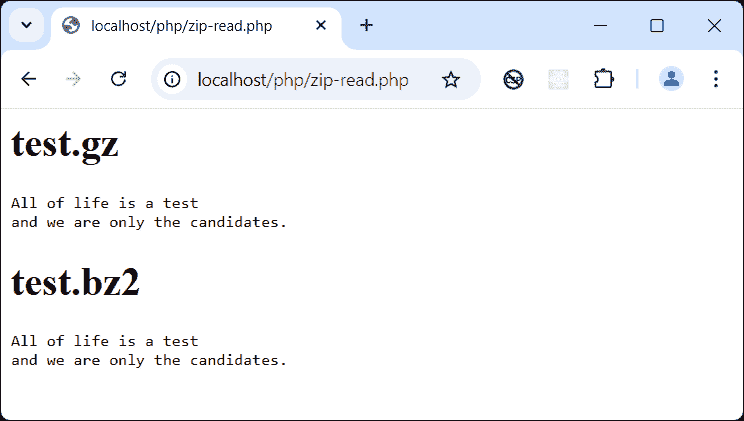 localhost/php/zip-read.php
localhost/php/zip-read.php
test.gz
All of life is a test
and we are only the candidates.
test.bz2
All of life is a test
and we are only the candidates.